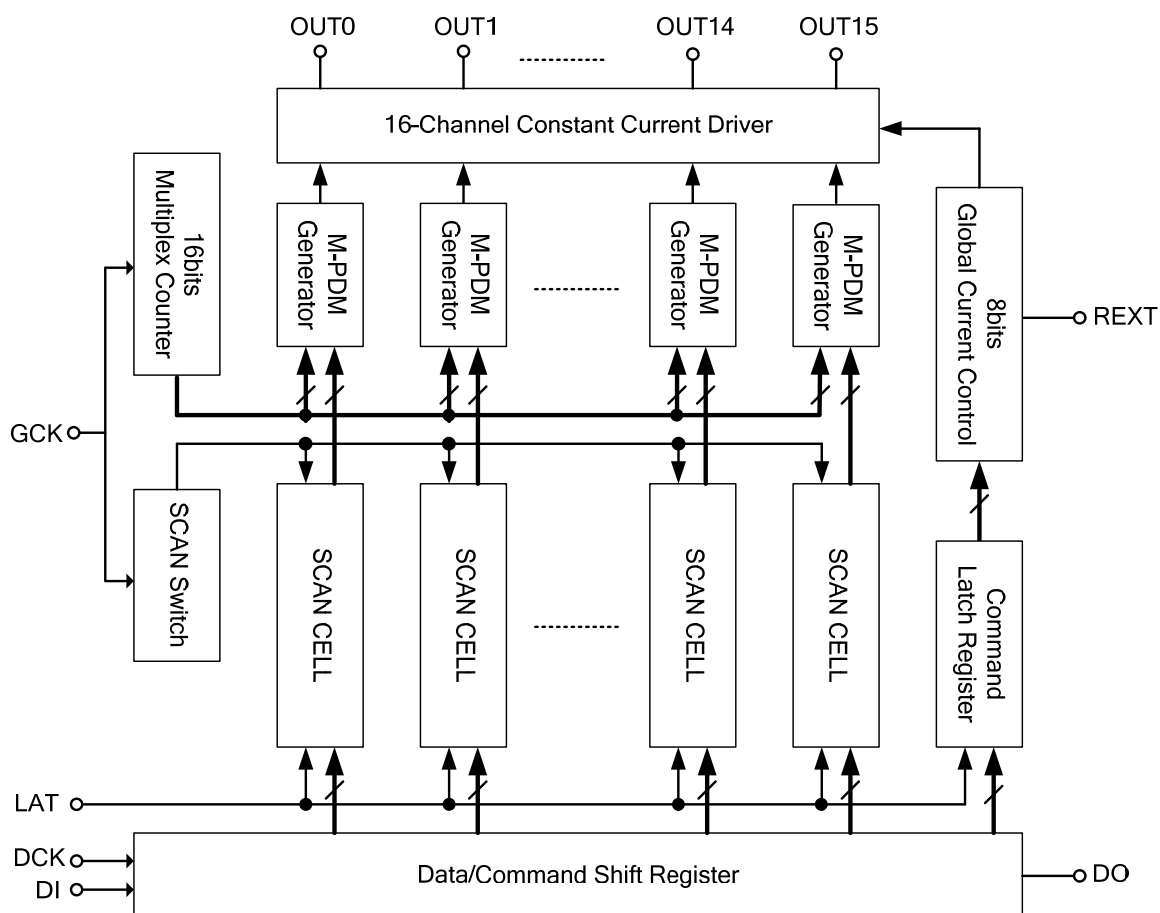 OUT0
OUT1
OUT14
OUT15
16-Channel Constant Current Driver
16bits
Multiplex Counter
M-PDM
Generator
M-PDM
Generator
M-PDM
Generator
M-PDM
Generator
8bits
Global Current Control
REXT
GCK
SCAN Switch
SCAN CELL
SCAN CELL
SCAN CELL
SCAN CELL
Command
Latch Register
LAT
DCK
DI
Data/Command Shift Register
DO